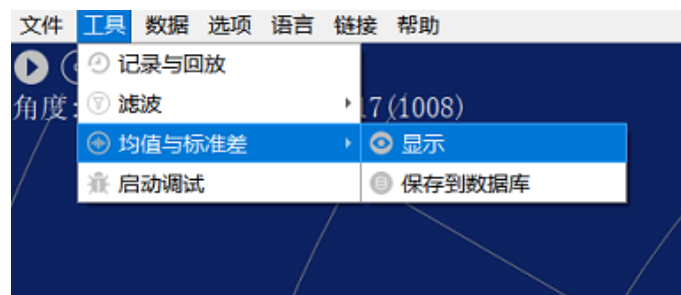 文件 工具 数据 选项 语言 链接 帮助
记录与回放
滤波
角度: 17(1008)
均值与标准差
显示
启动调试
保存到数据库